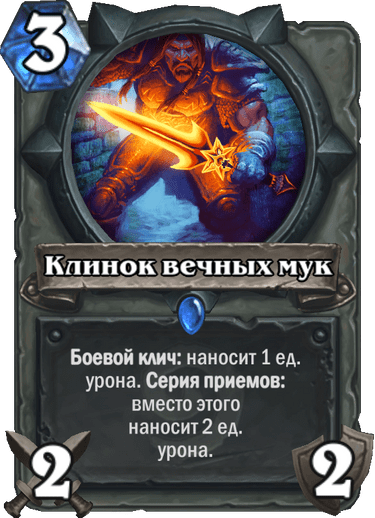 3
Клинок вечных мук
Боевой клич: наносит 1 ед.
урона. Серия приемов:
вместо этого
наносит 2 ед.
урона.
2 2